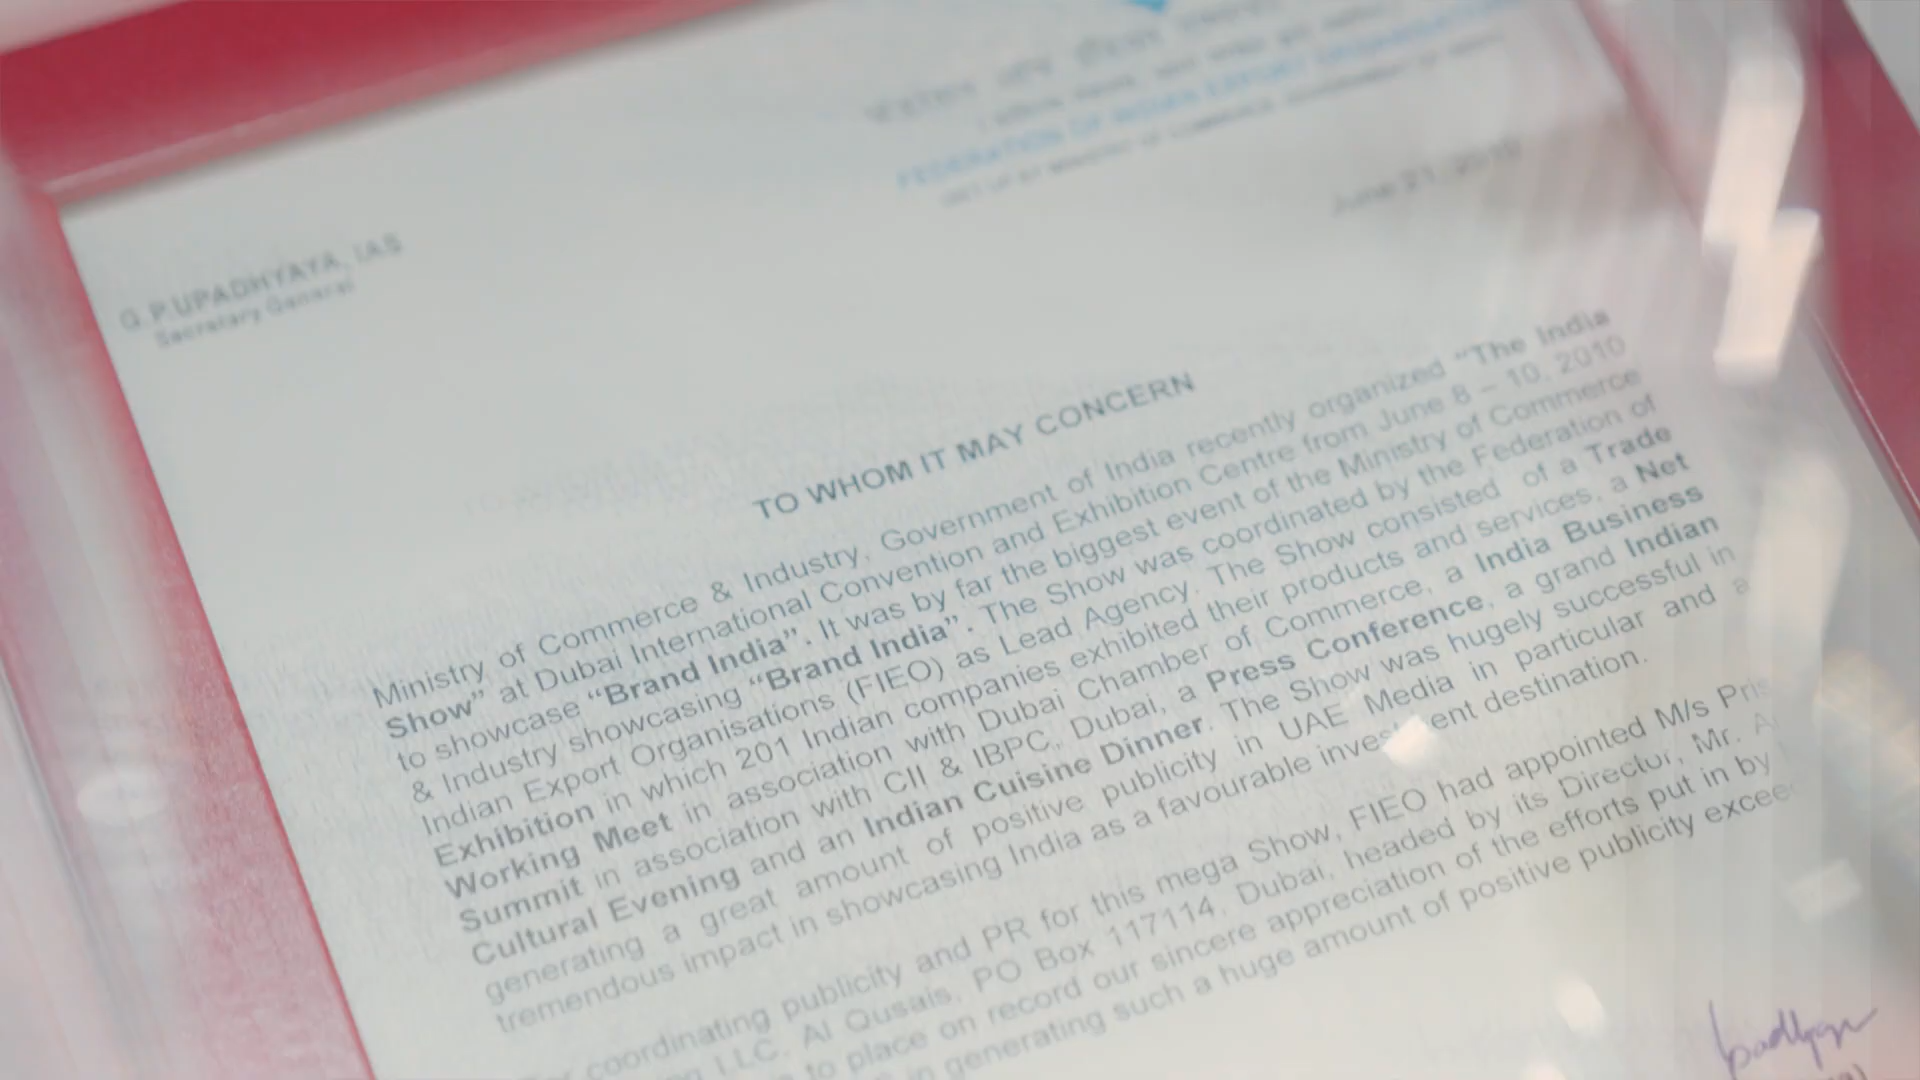 FEDERATION OF INDIAN EXPORT ORGANISATIONS
June 21, 2010
G.P.UPADHYAYA, IAS
Secretary General
TO WHOM IT MAY CONCERN
Ministry of Commerce & Industry, Government of India recently organized “The India
Show” at Dubai International Convention and Exhibition Centre from June 8 – 10, 2010
to showcase “Brand India”. It was by far the biggest event of the Ministry of Commerce
& Industry showcasing “Brand India”. The Show was coordinated by the Federation of
Indian Export Organisations (FIEO) as Lead Agency. The Show consisted of a Trade
Exhibition in which 201 Indian companies exhibited their products and services, a Net
Working Meet in association with Dubai Chamber of Commerce, a India Business
Summit in association with CII & IBPC, Dubai, a Press Conference, a grand Indian
Cultural Evening and an Indian Cuisine Dinner. The Show was hugely successful in
generating a great amount of positive publicity in UAE Media in particular and a
tremendous impact in showcasing India as a favourable investment destination.
coordinating publicity and PR for this mega Show, FIEO had appointed M/s Pris
LLC, Al Qusais, PO Box 117114, Dubai, headed by its Director, Mr. A
to place on record our sincere appreciation of the efforts put in by
in generating such a huge amount of positive publicity excee